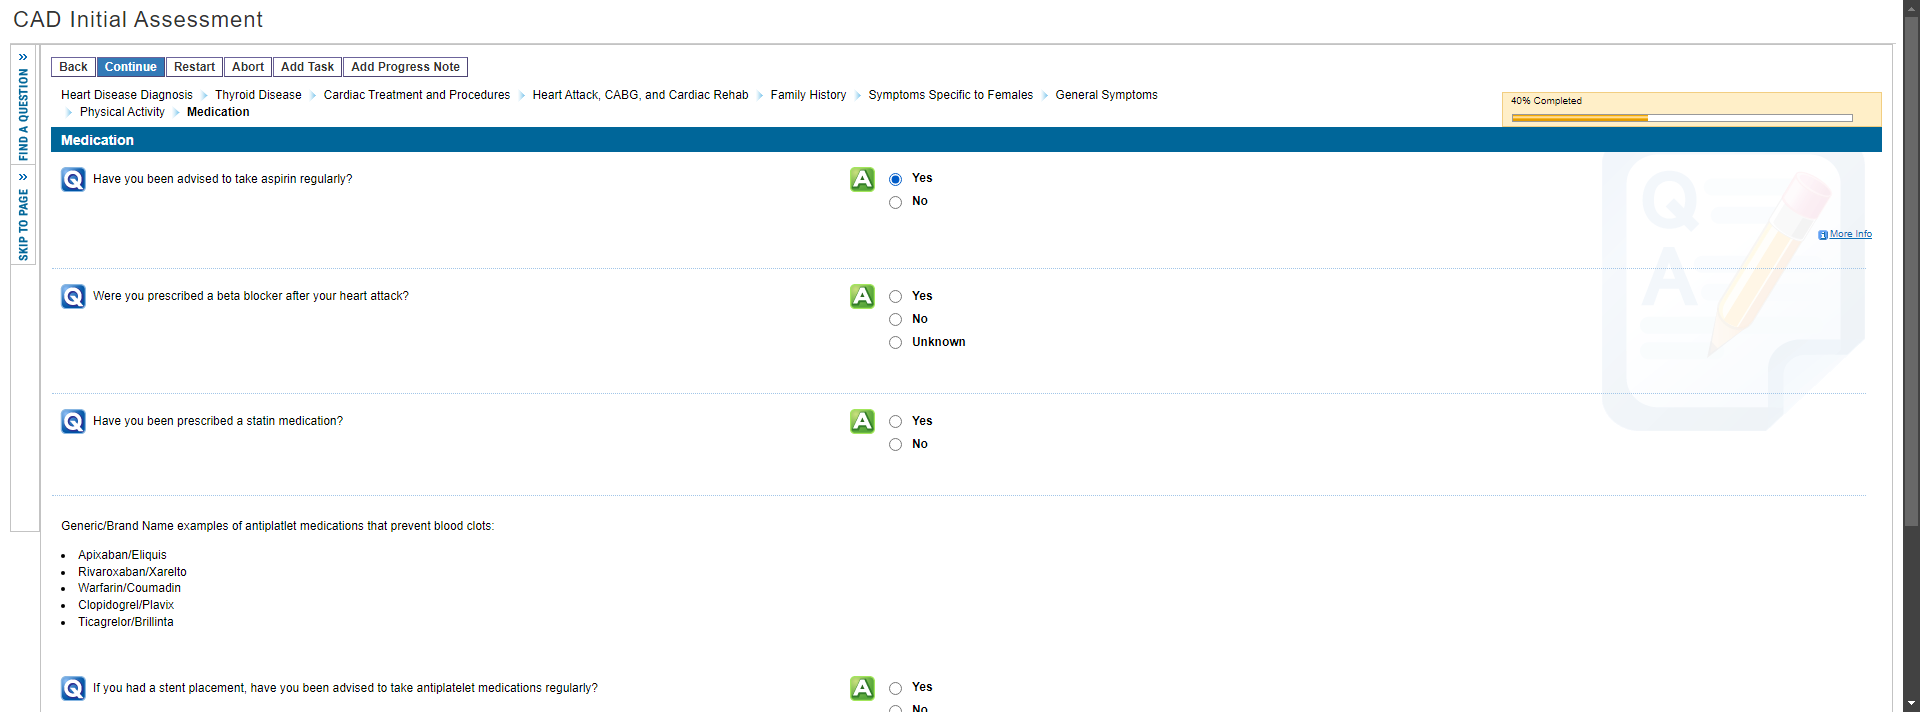 CAD Initial Assessment
» FIND A QUESTION
» SKIP TO PAGE
Back Continue Restart Abort Add Task Add Progress Note
Heart Disease Diagnosis Thyroid Disease Cardiac Treatment and Procedures Heart Attack, CABG, and Cardiac Rehab Family History Symptoms Specific to Females General Symptoms
Physical Activity Medication
40% Completed
Medication
Q Have you been advised to take aspirin regularly? A Yes
No
More Info
Q Were you prescribed a beta blocker after your heart attack? A Yes
No
Unknown
Q Have you been prescribed a statin medication? A Yes
No
Generic/Brand Name examples of antiplatlet medications that prevent blood clots:
• Apixaban/Eliquis
• Rivaroxaban/Xarelto
• Warfarin/Coumadin
• Clopidogrel/Plavix
• Ticagrelor/Brillinta
Q If you had a stent placement, have you been advised to take antiplatelet medications regularly? A Yes
No
Q
A